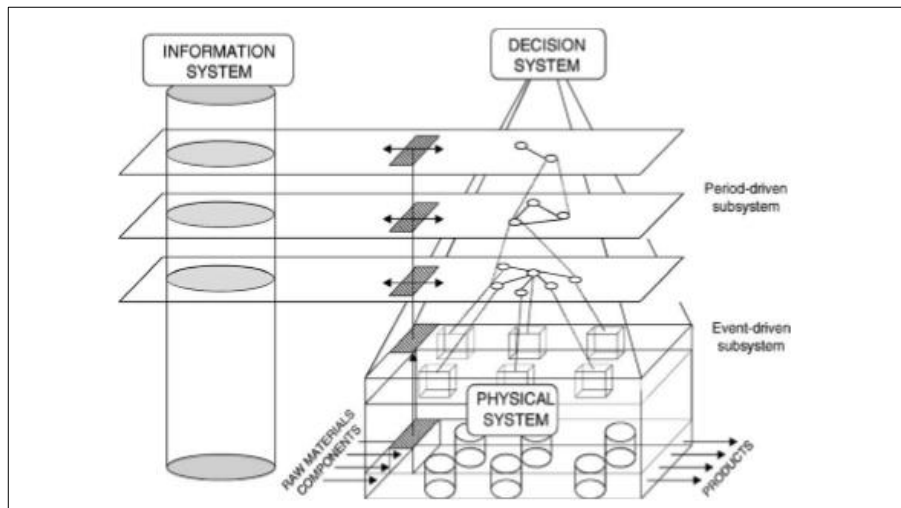 INFORMATION
SYSTEM
DECISION
SYSTEM
Period-driven
subsystem
Event-driven
subsystem
PHYSICAL
SYSTEM
RAW MATERIALS
COMPONENTS
PRODUCTS